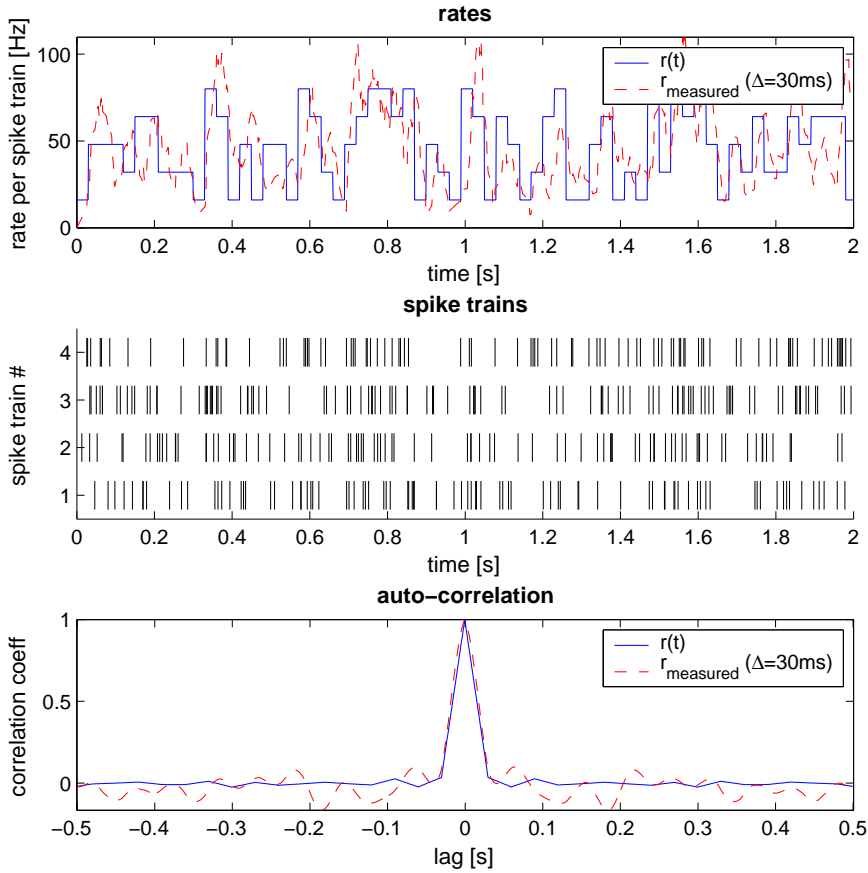 rates
rate per spike train [Hz]
100
50
0
r(t)
r_measured (Δ=30ms)
0 0.2 0.4 0.6 0.8 1 1.2 1.4 1.6 1.8 2
time [s]
spike trains
spike train #
4
3
2
1
0 0.2 0.4 0.6 0.8 1 1.2 1.4 1.6 1.8 2
time [s]
auto−correlation
correlation coeff
1
0.5
0
r(t)
r_measured (Δ=30ms)
−0.5 −0.4 −0.3 −0.2 −0.1 0 0.1 0.2 0.3 0.4 0.5
lag [s]